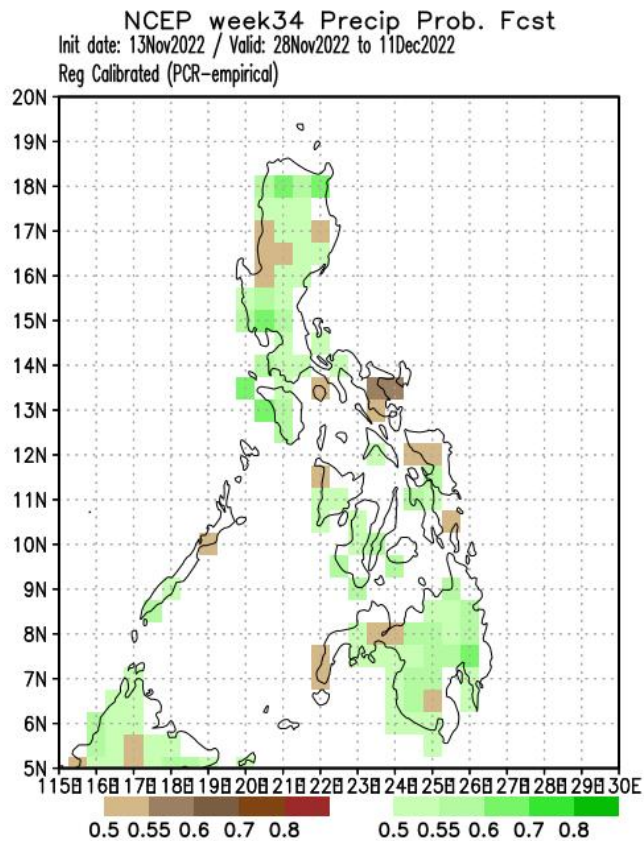 NCEP week34 Precip Prob. Fcst
Init date: 13Nov2022 / Valid: 28Nov2022 to 11Dec2022
Reg Calibrated (PCR-empirical)
20N
19N
18N
17N
16N
15N
14N
13N
12N
11N
10N
9N
8N
7N
6N
5N
115E 116E 117E 118E 119E 120E 121E 122E 123E 124E 125E 126E 127E 128E 129E 130E
0.5 0.55 0.6 0.7 0.8 0.5 0.55 0.6 0.7 0.8